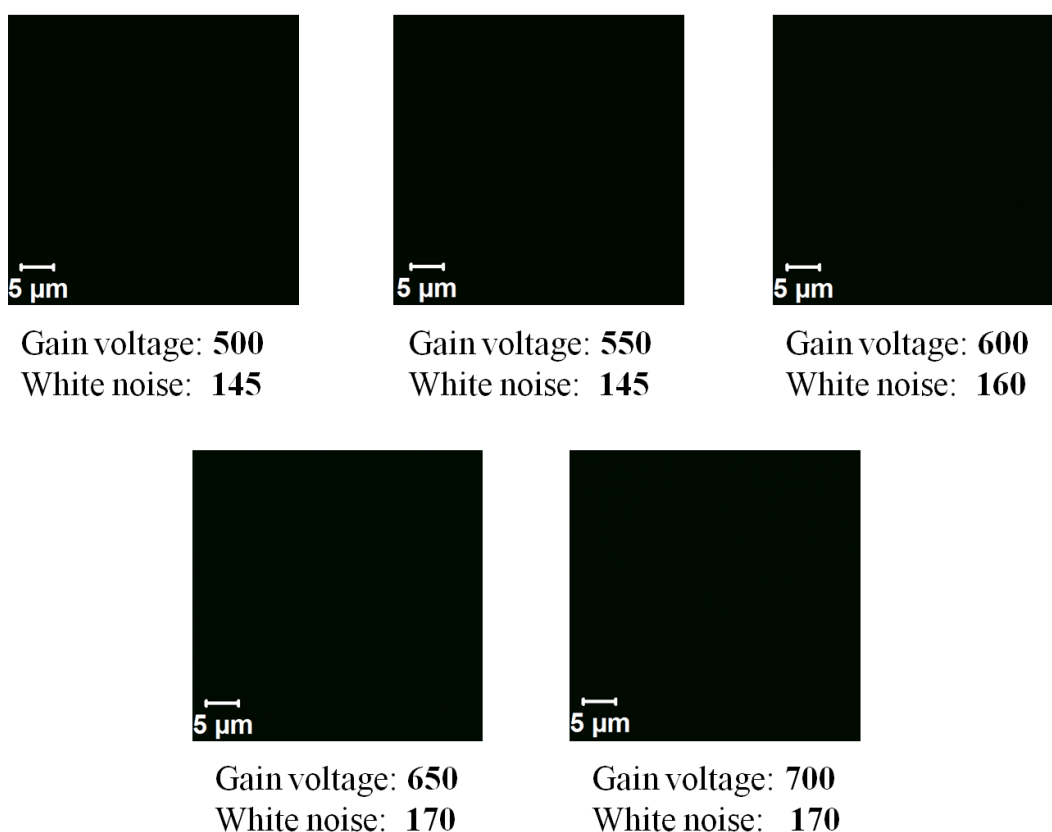 5 µm
5 µm
5 µm
Gain voltage: 500
White noise: 145
Gain voltage: 550
White noise: 145
Gain voltage: 600
White noise: 160
5 µm
5 µm
Gain voltage: 650
White noise: 170
Gain voltage: 700
White noise: 170